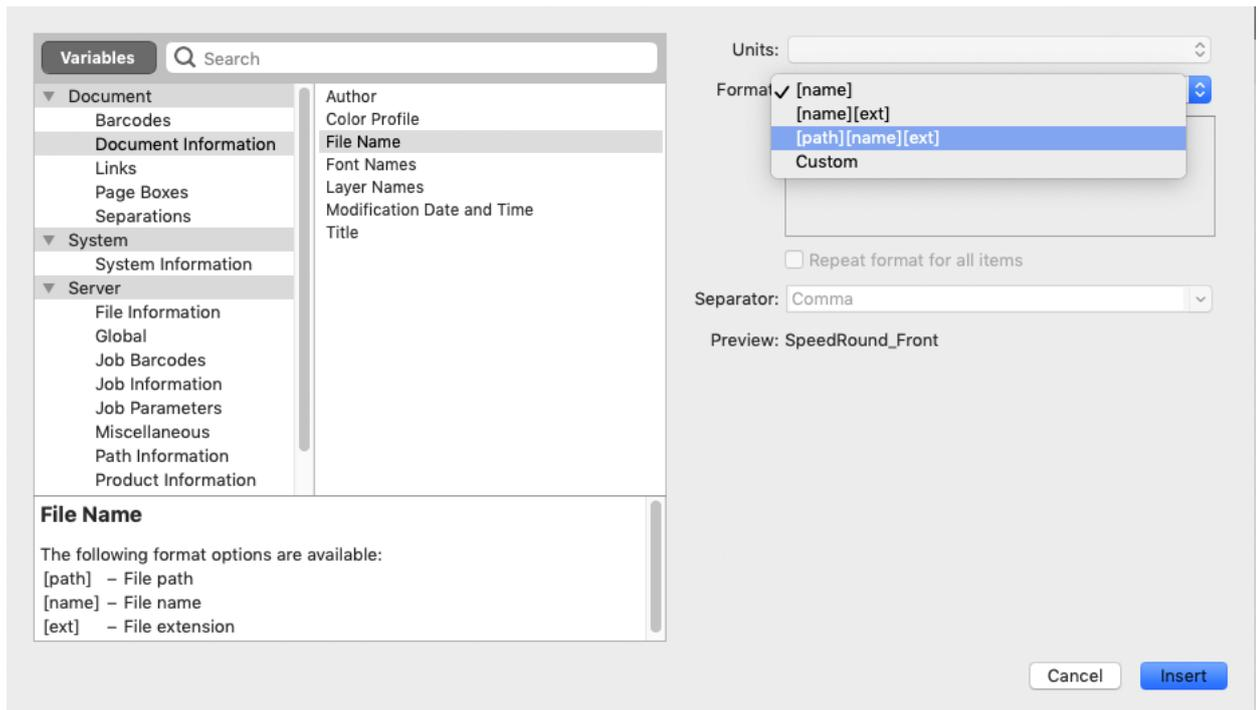 Variables
Search
Document
Barcodes
Document Information
Links
Page Boxes
Separations
System
System Information
Server
File Information
Global
Job Barcodes
Job Information
Job Parameters
Miscellaneous
Path Information
Product Information
Author
Color Profile
File Name
Font Names
Layer Names
Modification Date and Time
Title
File Name
The following format options are available:
[path] – File path
[name] – File name
[ext] – File extension
Units:
Format
[name]
[name][ext]
[path][name][ext]
Custom
Repeat format for all items
Separator: Comma
Preview: SpeedRound_Front
Cancel
Insert